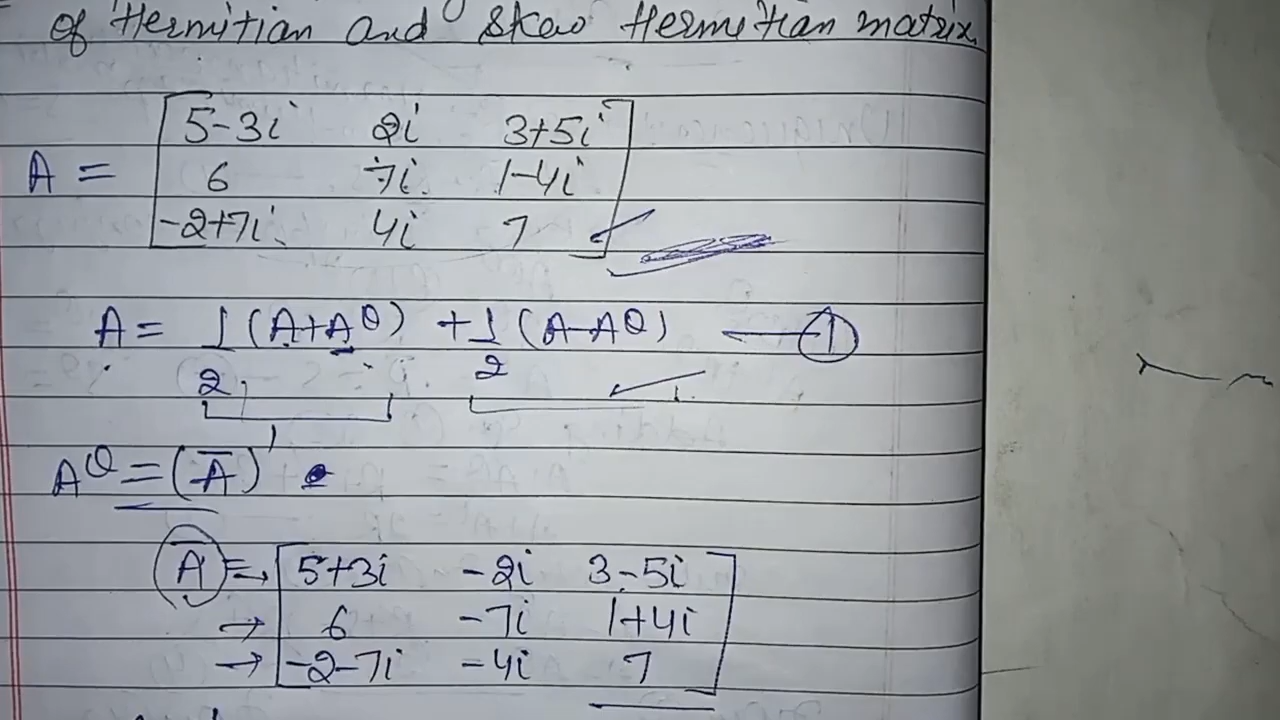 of Hermitian and Skew Hermitian matrix.
A = [ 5-3i 2i 3+5i
6 7i 1-4i
-2+7i 4i 7 ]
A = 1/2 (A+A^θ) + 1/2 (A-A^θ) — ①
A^θ = (Ā)'
Ā = [ 5+3i -2i 3-5i
→ 6 -7i 1+4i
→ -2-7i -4i 7 ]